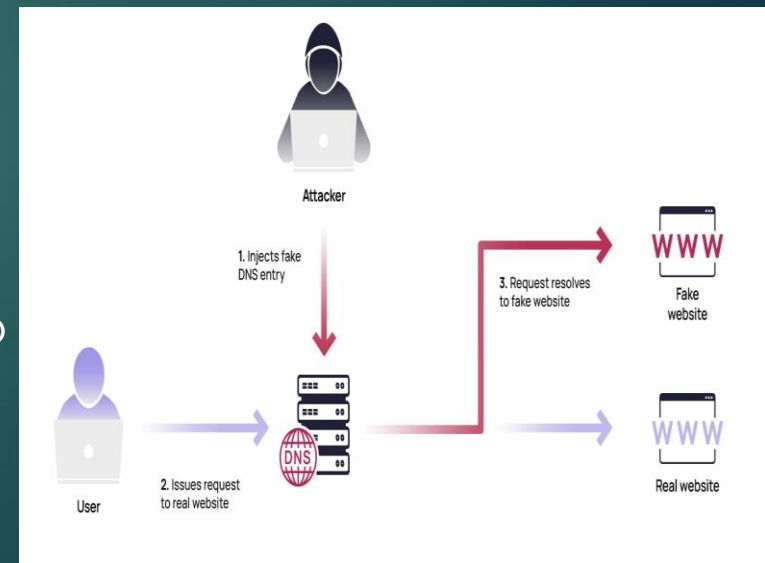 Attacker
1. Injects fake
DNS entry
WWW
Fake
website
3. Request resolves
to fake website
DNS
WWW
Real website
2. Issues request
to real website
User